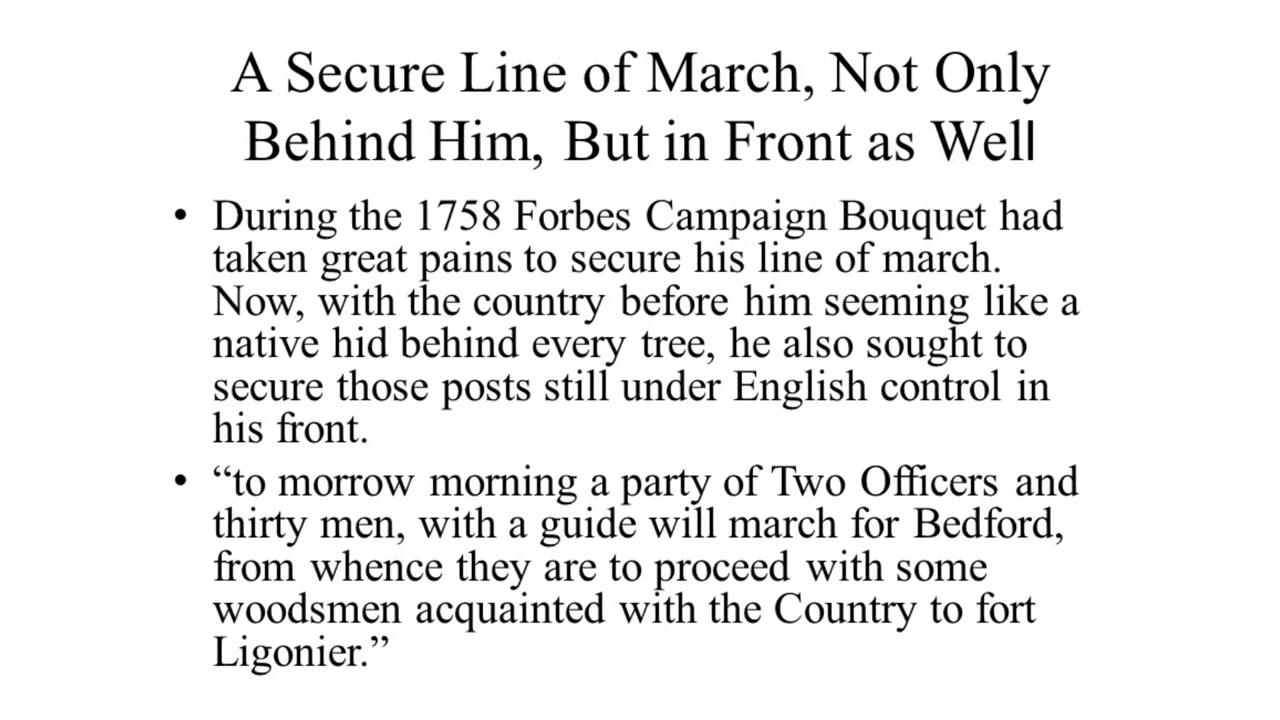 A Secure Line of March, Not Only
Behind Him, But in Front as Well
• During the 1758 Forbes Campaign Bouquet had
taken great pains to secure his line of march.
Now, with the country before him seeming like a
native hid behind every tree, he also sought to
secure those posts still under English control in
his front.
• “to morrow morning a party of Two Officers and
thirty men, with a guide will march for Bedford,
from whence they are to proceed with some
woodsmen acquainted with the Country to fort
Ligonier.”